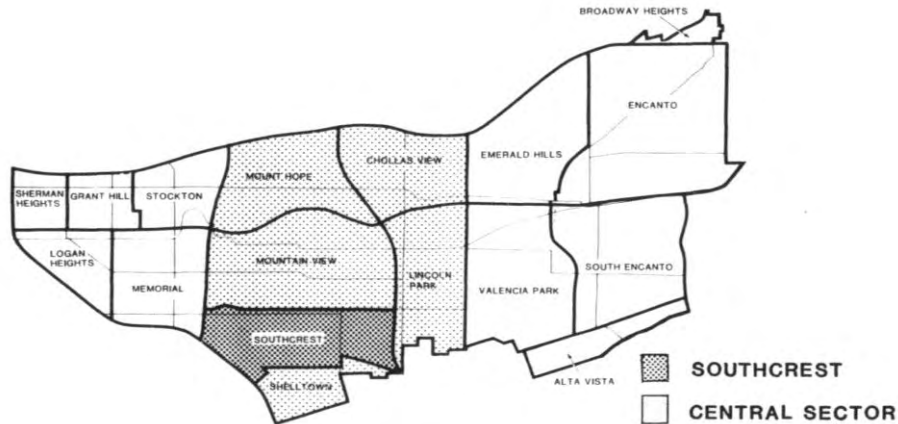 BROADWAY HEIGHTS
ENCANTO
EMERALD HILLS
CHOLLAS VIEW
MOUNT HOPE
SHERMAN
HEIGHTS
GRANT HILL
STOCKTON
LOGAN
HEIGHTS
MEMORIAL
MOUNTAIN VIEW
LINCOLN
PARK
VALENCIA PARK
SOUTH ENCANTO
SOUTHCREST
SHELLTOWN
ALTA VISTA
SOUTHCREST
CENTRAL SECTOR